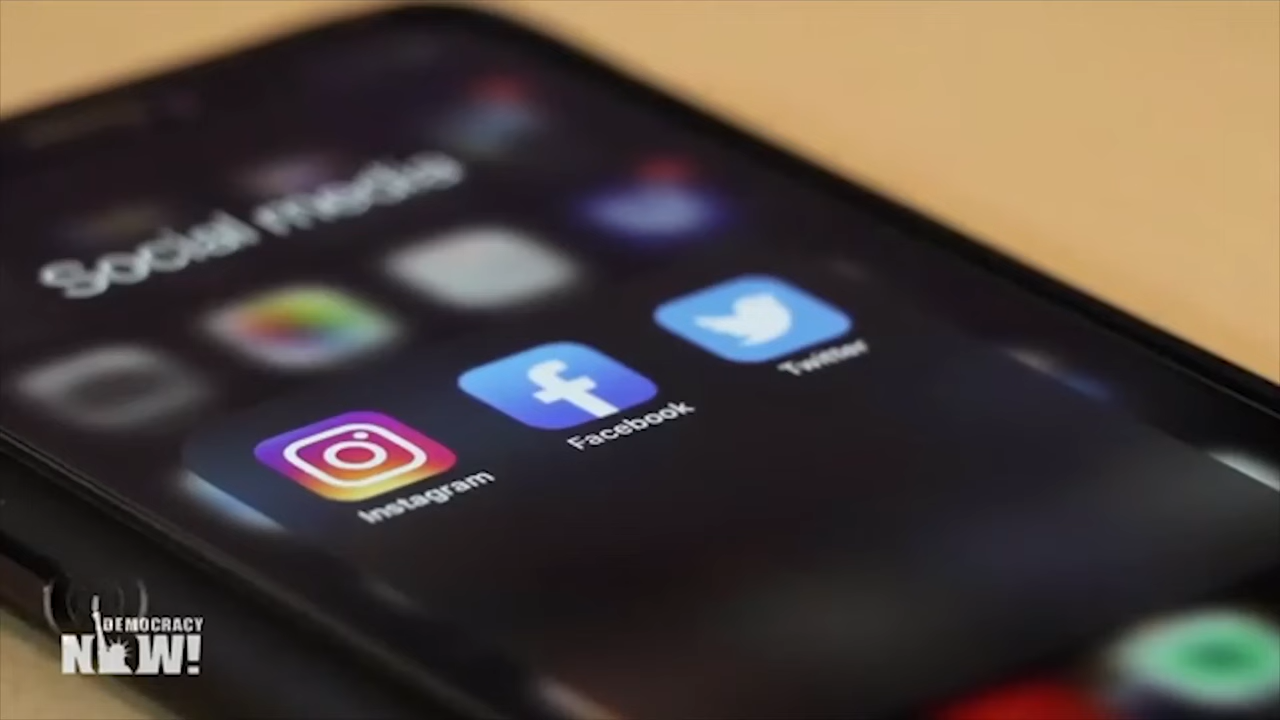 Social media
Twitter
Facebook
Instagram
DEMOCRACY
NOW!